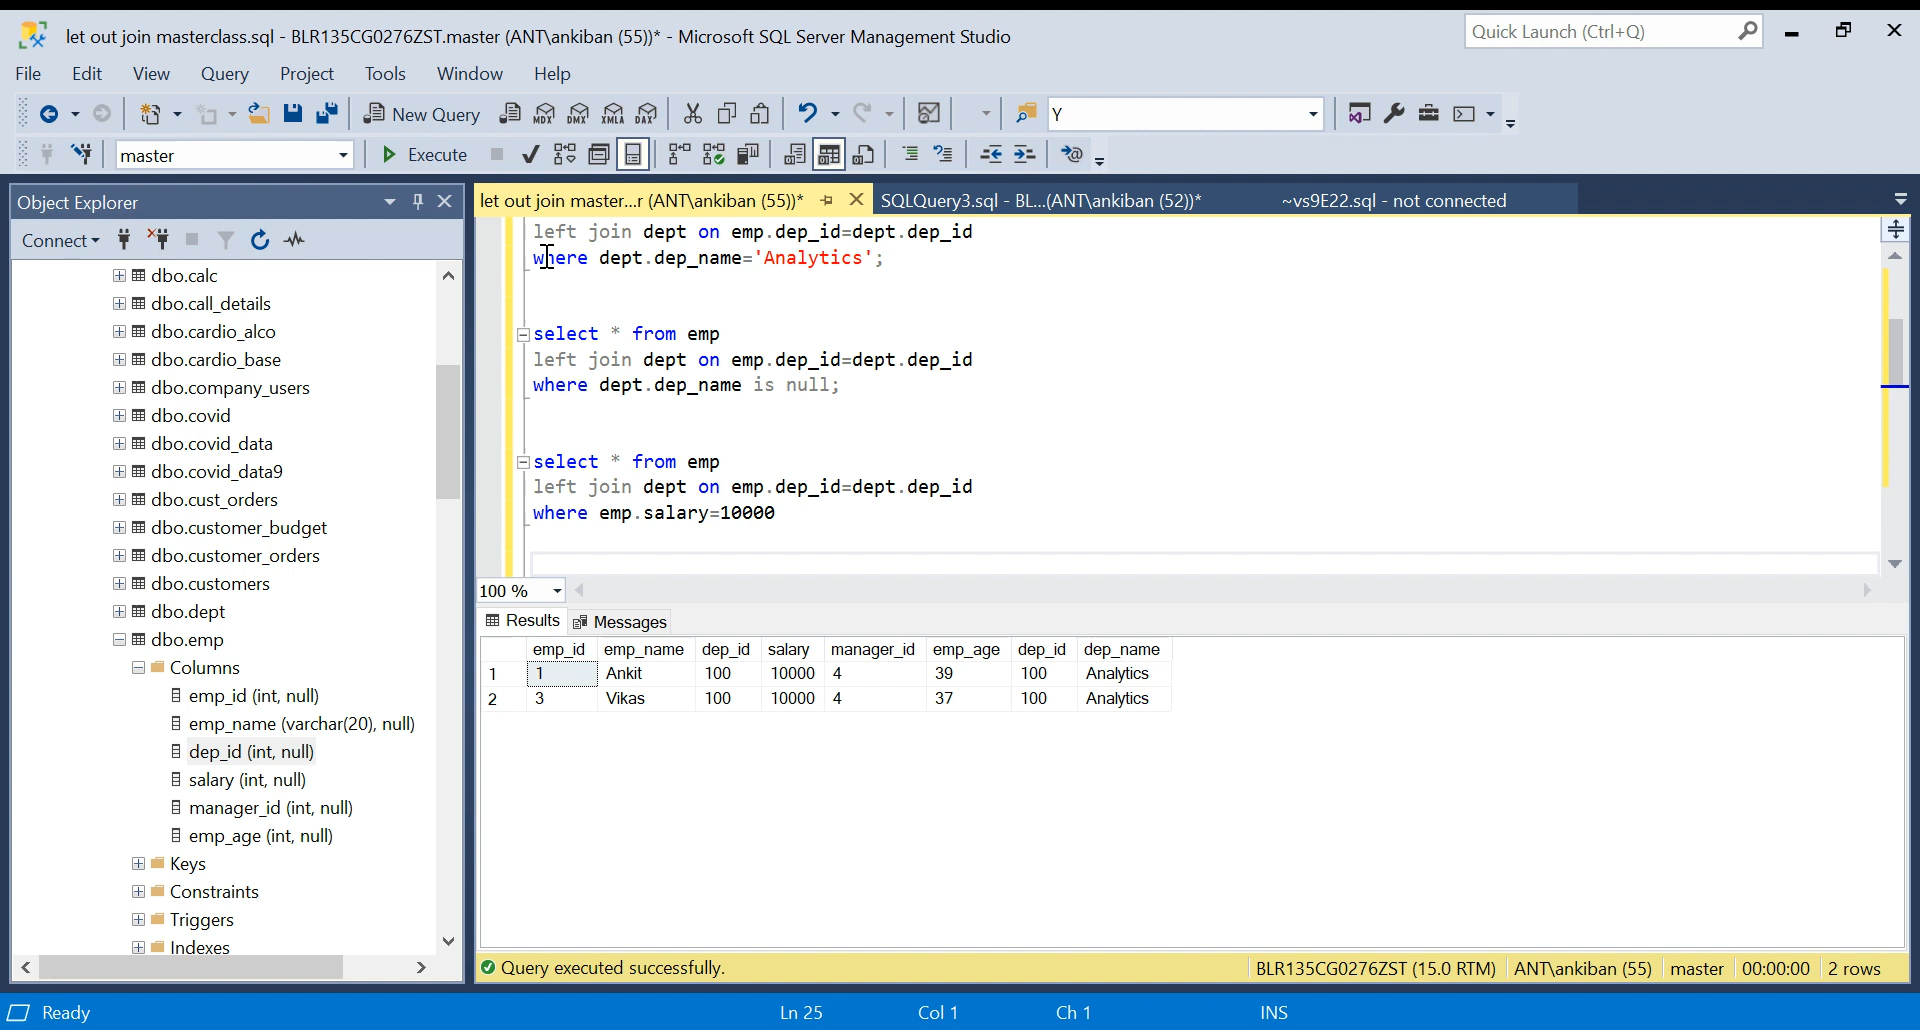 let out join masterclass.sql - BLR135CG0276ZST.master (ANT\ankiban (55))* - Microsoft SQL Server Management Studio
Quick Launch (Ctrl+Q)
File Edit View Query Project Tools Window Help
New Query MDX DMX XMLA DAX Y
master Execute
Object Explorer
Connect
dbo.calc
dbo.call_details
dbo.cardio_alco
dbo.cardio_base
dbo.company_users
dbo.covid
dbo.covid_data
dbo.covid_data9
dbo.cust_orders
dbo.customer_budget
dbo.customer_orders
dbo.customers
dbo.dept
dbo.emp
Columns
emp_id (int, null)
emp_name (varchar(20), null)
dep_id (int, null)
salary (int, null)
manager_id (int, null)
emp_age (int, null)
Keys
Constraints
Triggers
Indexes
let out join master...r (ANT\ankiban (55))* SQLQuery3.sql - BL...(ANT\ankiban (52))* ~vs9E22.sql - not connected
left join dept on emp.dep_id=dept.dep_id
where dept.dep_name='Analytics';
select * from emp
left join dept on emp.dep_id=dept.dep_id
where dept.dep_name is null;
select * from emp
left join dept on emp.dep_id=dept.dep_id
where emp.salary=10000
100 %
Results Messages
emp_id emp_name dep_id salary manager_id emp_age dep_id dep_name
1 1 Ankit 100 10000 4 39 100 Analytics
2 3 Vikas 100 10000 4 37 100 Analytics
Query executed successfully. BLR135CG0276ZST (15.0 RTM) ANT\ankiban (55) master 00:00:00 2 rows
Ready Ln 25 Col 1 Ch 1 INS